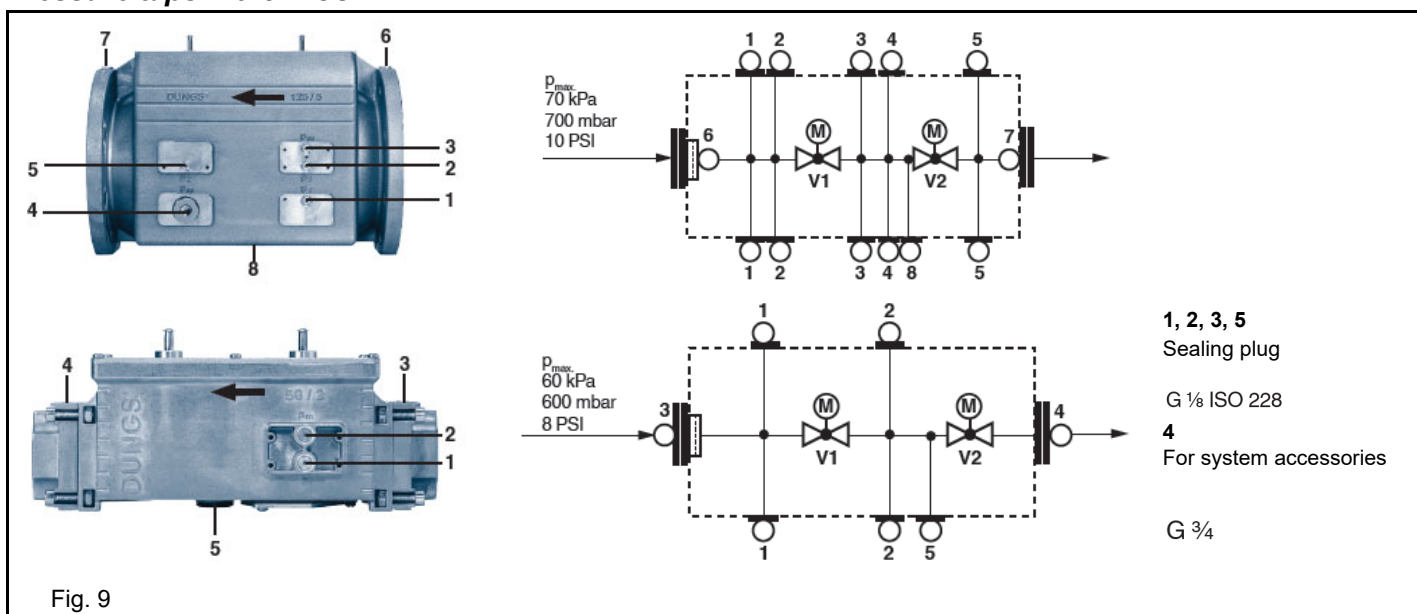 7
6
DUNGS
125/5
5
3
2
4
1
8
1 2 3 4 5
pmax.
70 kPa
700 mbar
10 PSI
6
M
M
7
V1
V2
1 2 3 4 8 5
4
3
DUNGS
50/2
2
1
5
1
2
pmax.
60 kPa
600 mbar
8 PSI
3
M
M
4
V1
V2
1
2
5
1, 2, 3, 5
Sealing plug
G ⅛ ISO 228
4
For system accessories
G ¾
Fig. 9